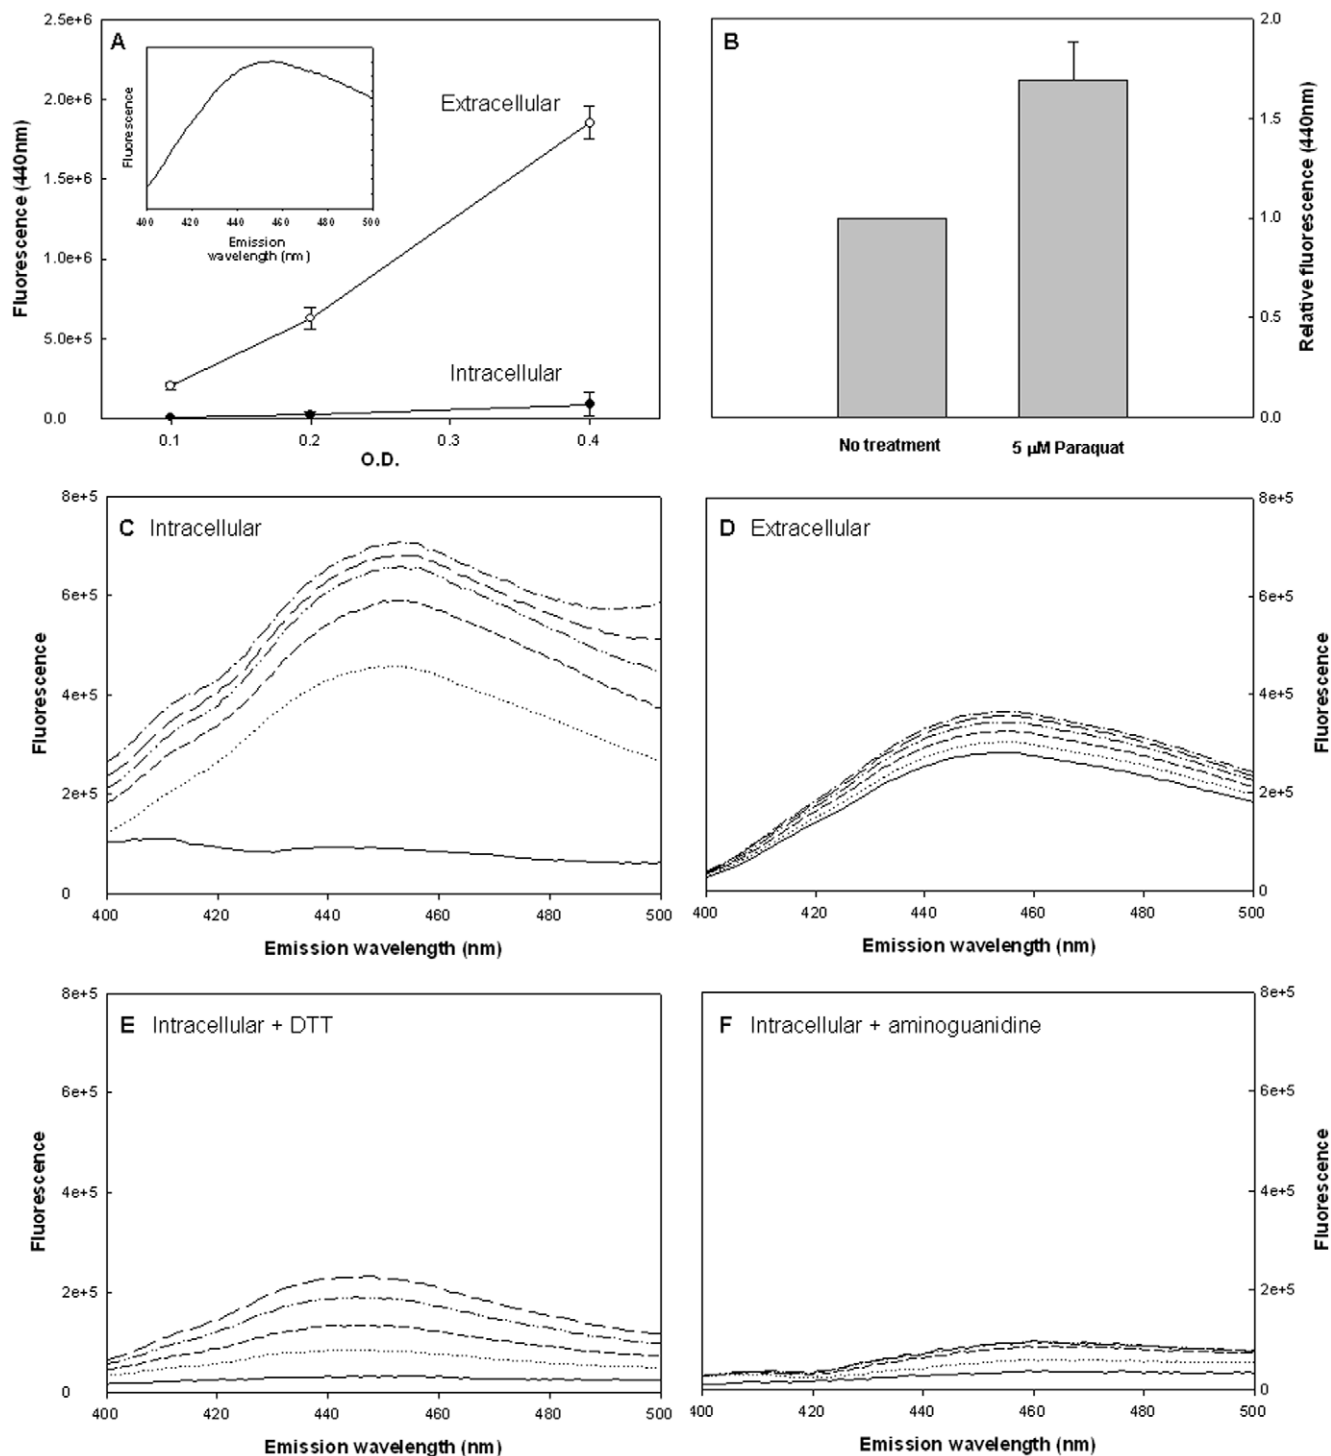 A
2.5e+6
2.0e+6
1.5e+6
1.0e+6
5.0e+5
0.0
Fluorescence (440nm)
Fluorescence
400 420 440 460 480 500
Emission
wavelength (nm)
Extracellular
Intracellular
0.1 0.2 0.3 0.4
O.D.
B
2.0
1.5
1.0
0.5
0.0
Relative fluorescence (440nm)
No treatment
5 µM Paraquat
C Intracellular
8e+5
6e+5
4e+5
2e+5
0
Fluorescence
400 420 440 460 480 500
Emission wavelength (nm)
D Extracellular
8e+5
6e+5
4e+5
2e+5
0
Fluorescence
400 420 440 460 480 500
Emission wavelength (nm)
E Intracellular + DTT
8e+5
6e+5
4e+5
2e+5
0
Fluorescence
400 420 440 460 480 500
Emission wavelength (nm)
F Intracellular + aminoguanidine
8e+5
6e+5
4e+5
2e+5
0
Fluorescence
400 420 440 460 480 500
Emission wavelength (nm)